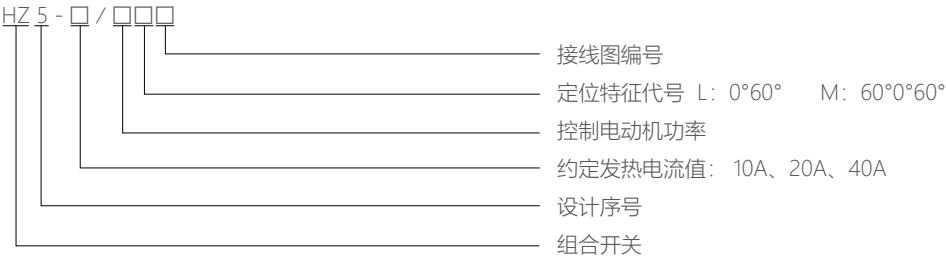 HZ 5 - □ / □□□
接线图编号
定位特征代号 L：0°60° M：60°0°60°
控制电动机功率
约定发热电流值： 10A、20A、40A
设计序号
组合开关